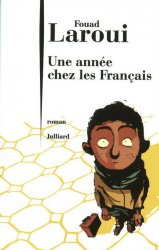 Fouad
Laroui
Une année
chez les Français
roman
Julliard